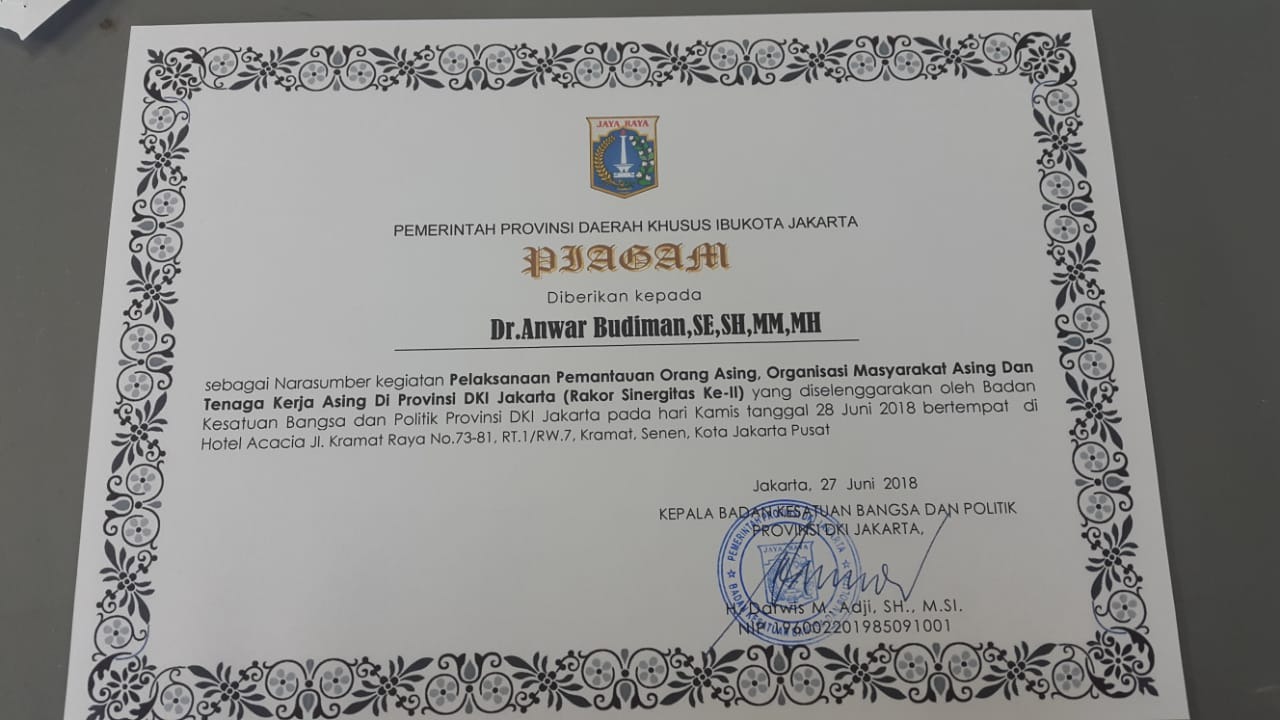 JAYA RAYA
PEMERINTAH PROVINSI DAERAH KHUSUS IBUKOTA JAKARTA
PIAGAM
Diberikan kepada
Dr.Anwar Budiman,SE,SH,MM,MH
sebagai Narasumber kegiatan Pelaksanaan Pemantauan Orang Asing, Organisasi Masyarakat Asing Dan
Tenaga Kerja Asing Di Provinsi DKI Jakarta (Rakor Sinergitas Ke-II) yang diselenggarakan oleh Badan
Kesatuan Bangsa dan Politik Provinsi DKI Jakarta pada hari Kamis tanggal 28 Juni 2018 bertempat di
Hotel Acacia Jl. Kramat Raya No.73-81, RT.1/RW.7, Kramat, Senen, Kota Jakarta Pusat
Jakarta, 27 Juni 2018
KEPALA BADAN KESATUAN BANGSA DAN POLITIK
PROVINSI DKI JAKARTA,
JAYA RAYA
H. Darwis M. Adji, SH., M.SI.
NIP 196002201985091001